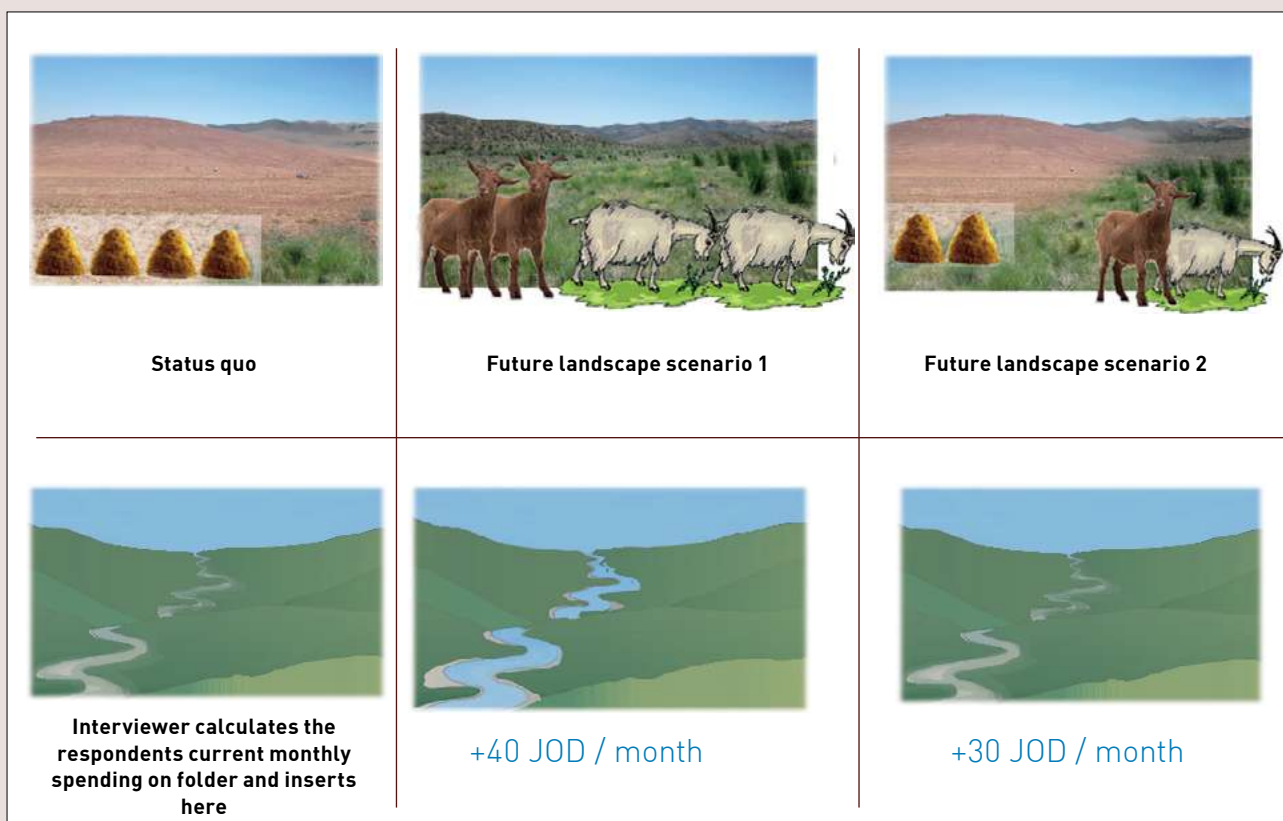 Status quo
Future landscape scenario 1
Future landscape scenario 2
Interviewer calculates the
respondents current monthly
spending on folder and inserts
here
+40 JOD / month
+30 JOD / month